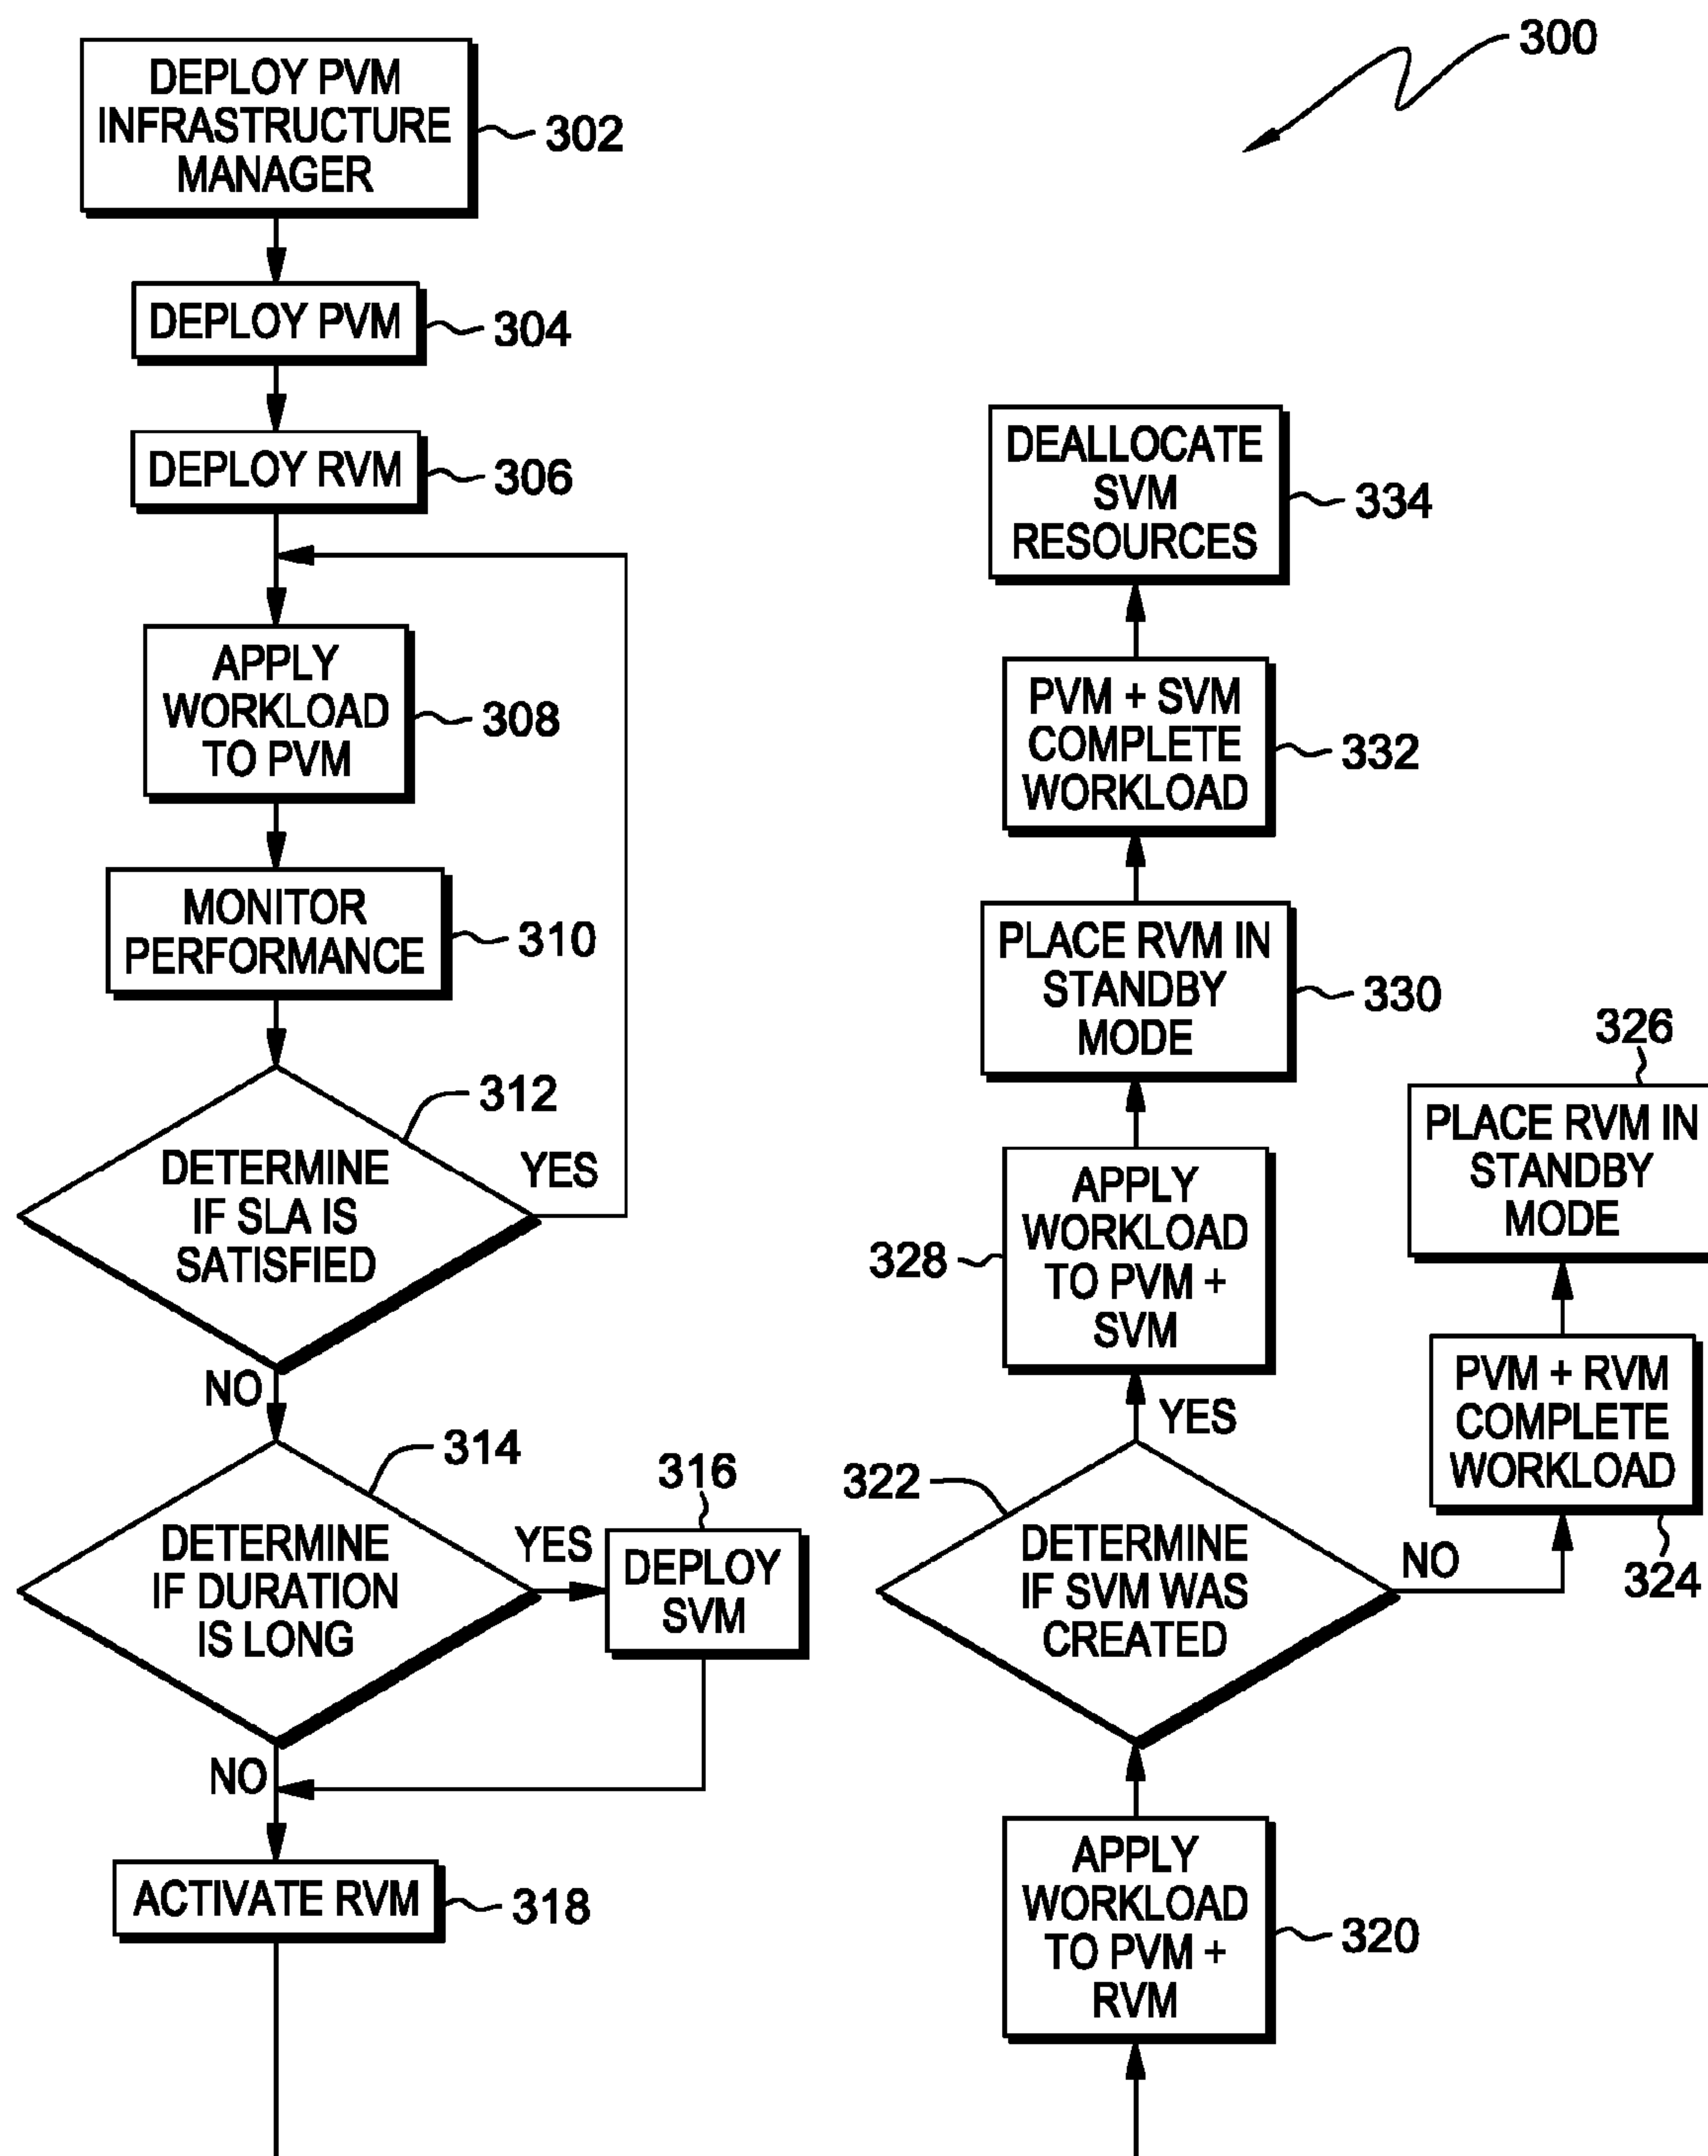 300
DEPLOY PVM
INFRASTRUCTURE
MANAGER
302
DEPLOY PVM
304
DEPLOY RVM
306
APPLY
WORKLOAD
TO PVM
308
MONITOR
PERFORMANCE
310
312
DETERMINE
IF SLA IS
SATISFIED
YES
NO
314
DETERMINE
IF DURATION
IS LONG
YES
316
DEPLOY
SVM
NO
ACTIVATE RVM
318
DEALLOCATE
SVM
RESOURCES
334
PVM + SVM
COMPLETE
WORKLOAD
332
PLACE RVM IN
STANDBY
MODE
330
326
PLACE RVM IN
STANDBY
MODE
APPLY
WORKLOAD
TO PVM +
SVM
328
PVM + RVM
COMPLETE
WORKLOAD
324
YES
322
DETERMINE
IF SVM WAS
CREATED
NO
APPLY
WORKLOAD
TO PVM +
RVM
320